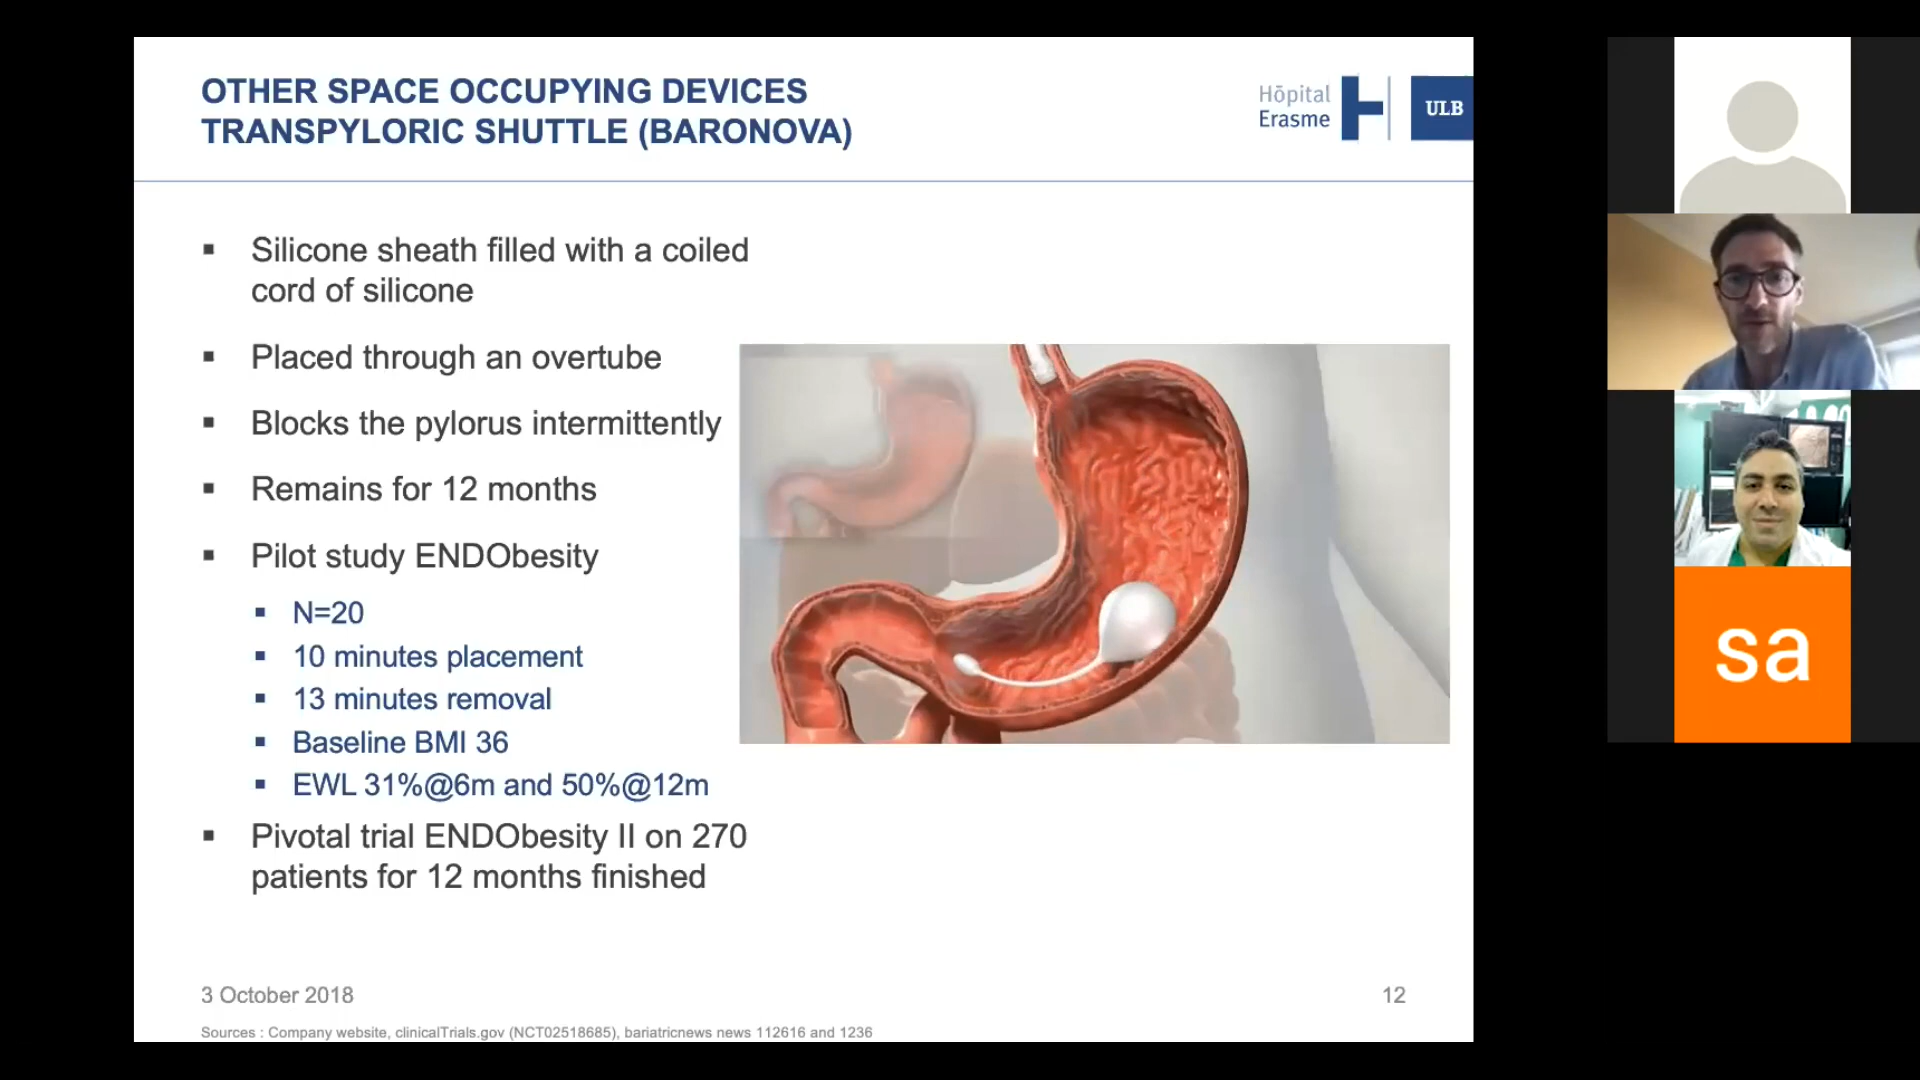 OTHER SPACE OCCUPYING DEVICES
TRANSPYLORIC SHUTTLE (BARONOVA)
Hôpital
Erasme
ULB
▪ Silicone sheath filled with a coiled
cord of silicone
▪ Placed through an overtube
▪ Blocks the pylorus intermittently
▪ Remains for 12 months
▪ Pilot study ENDObesity
▪ N=20
▪ 10 minutes placement
▪ 13 minutes removal
▪ Baseline BMI 36
▪ EWL 31%@6m and 50%@12m
▪ Pivotal trial ENDObesity II on 270
patients for 12 months finished
3 October 2018
12
Sources : Company website, clinicalTrials.gov (NCT02518685), bariatricnews news 112616 and 1236
sa